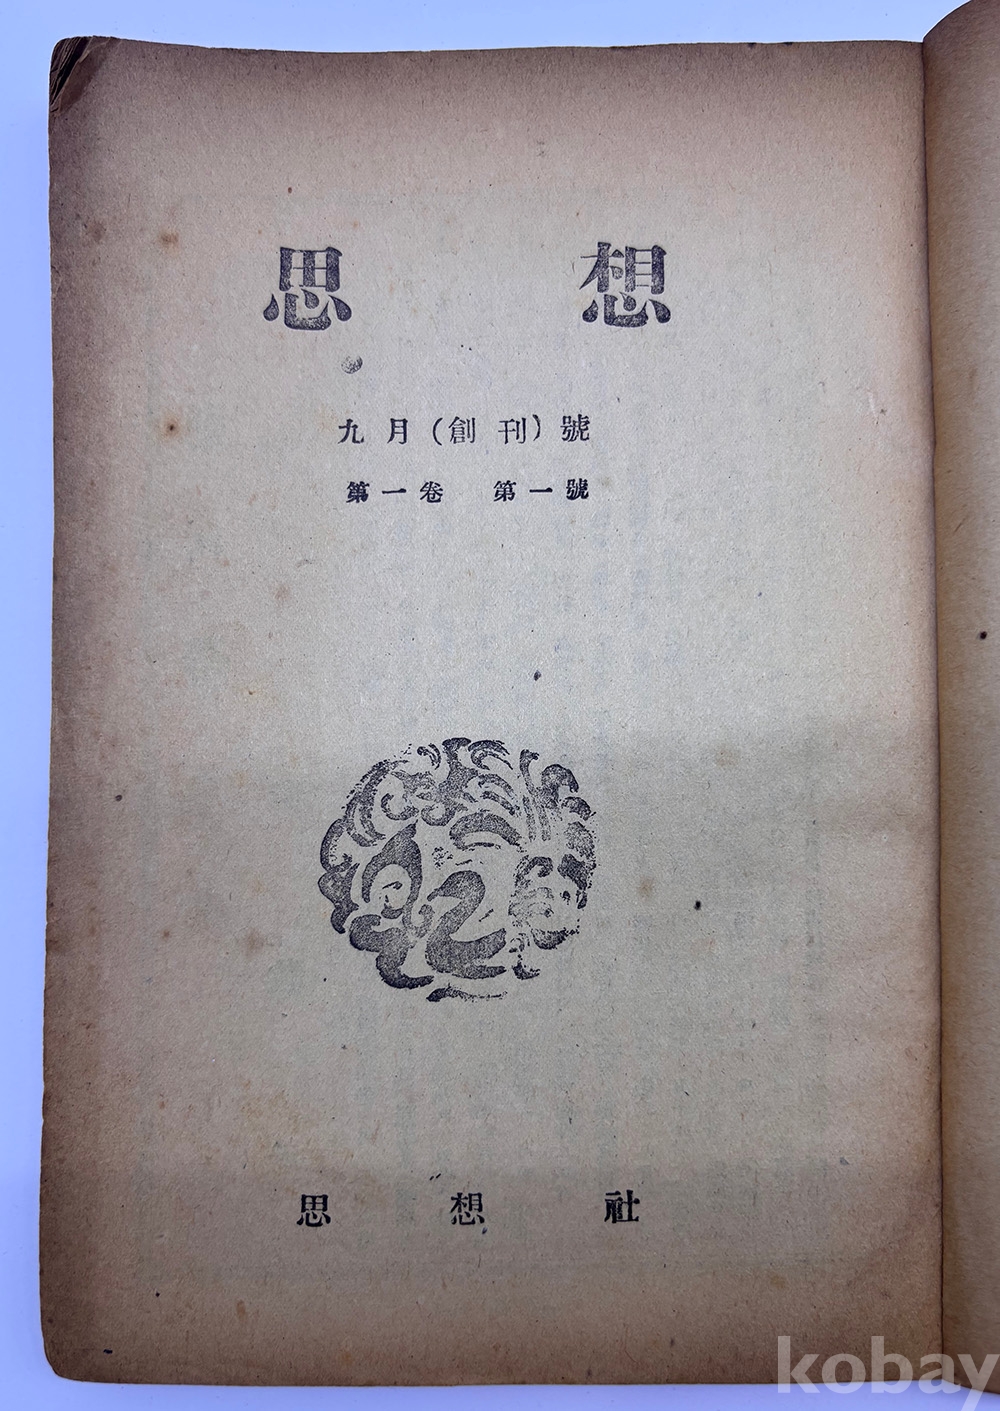 思想
九月(創刊)號
第一卷 第一號
思想社
kobay